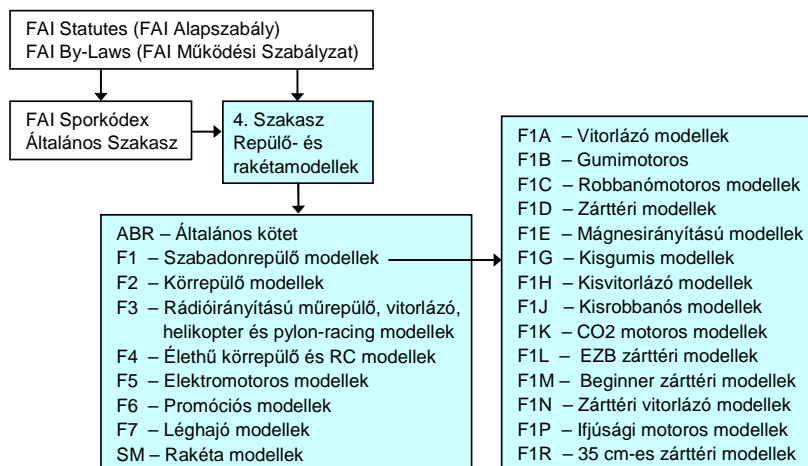 FAI Statutes (FAI Alapszabály)
FAI By-Laws (FAI Működési Szabályzat)
FAI Sporkódex
Általános Szakasz
4. Szakasz
Repülő- és
rakétamodellek
ABR – Általános kötet
F1 – Szabadonrepülő modellek
F2 – Körrepülő modellek
F3 – Rádióirányítású műrepülő, vitorlázó,
helikopter és pylon-racing modellek
F4 – Élethű körrepülő és RC modellek
F5 – Elektromotoros modellek
F6 – Promóciós modellek
F7 – Léghajó modellek
SM – Rakéta modellek
F1A – Vitorlázó modellek
F1B – Gumimotoros
F1C – Robbanómotoros modellek
F1D – Zárttéri modellek
F1E – Mágnesirányítású modellek
F1G – Kisgumis modellek
F1H – Kisvitorlázó modellek
F1J – Kisrobbanós modellek
F1K – CO2 motoros modellek
F1L – EZB zárttéri modellek
F1M – Beginner zárttéri modellek
F1N – Zárttéri vitorlázó modellek
F1P – Ifjúsági motoros modellek
F1R – 35 cm-es zárttéri modellek